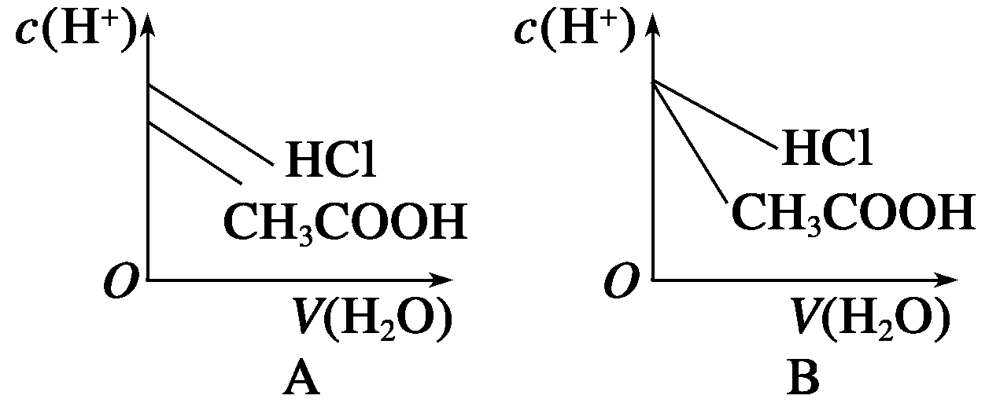 c(H⁺)
HCl
CH₃COOH
O
V(H₂O)
A
c(H⁺)
HCl
CH₃COOH
O
V(H₂O)
B